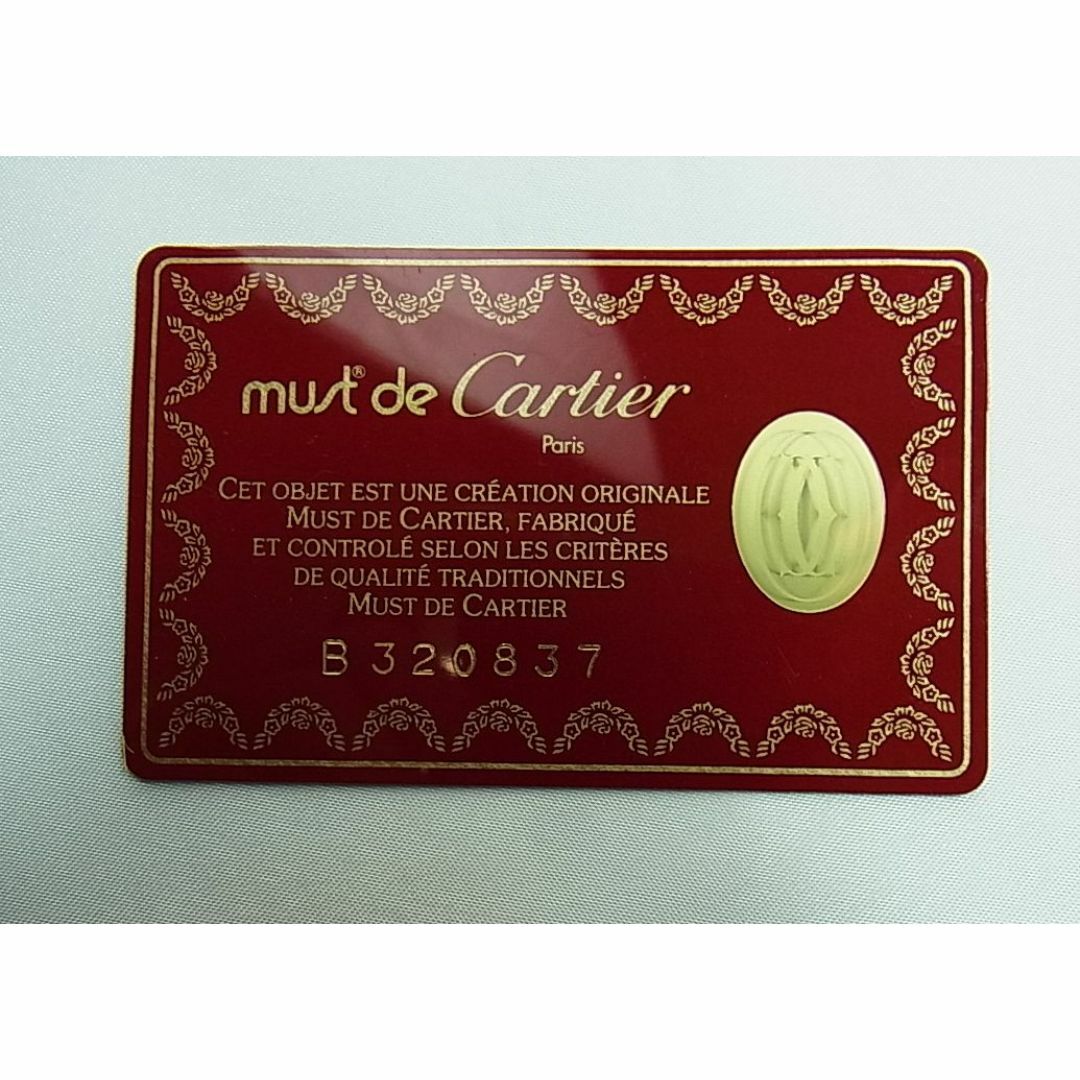 must® de Cartier
Paris
CET OBJET EST UNE CRÉATION ORIGINALE
MUST DE CARTIER, FABRIQUÉ
ET CONTROLÉ SELON LES CRITÈRES
DE QUALITÉ TRADITIONNELS
MUST DE CARTIER
B 320837